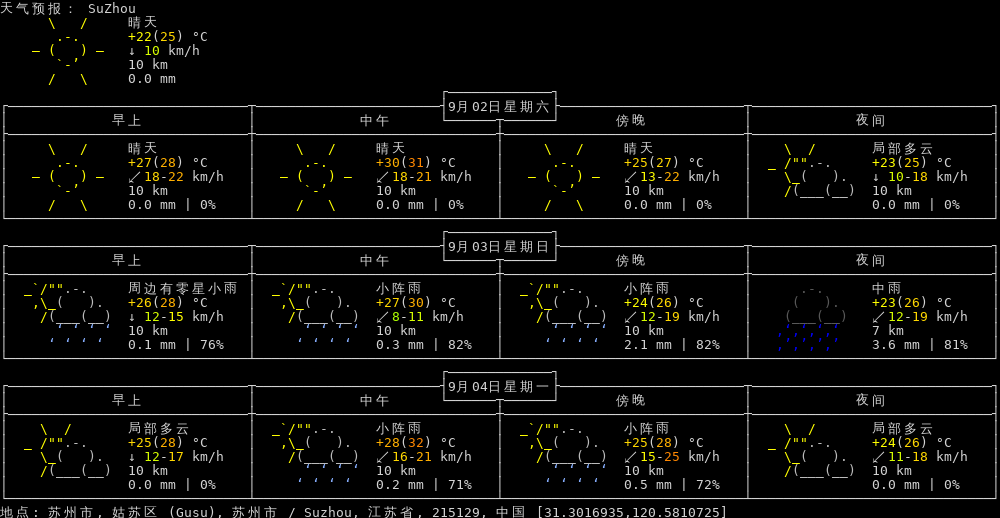 天气预报： SuZhou
晴天
+22(25) °C
↓ 10 km/h
10 km
0.0 mm
9月02日星期六
早上 中午 傍晚 夜间
晴天 晴天 晴天 局部多云
+27(28) °C +30(31) °C +25(27) °C +23(25) °C
↙18-22 km/h ↙18-21 km/h ↙13-22 km/h ↓ 10-18 km/h
10 km 10 km 10 km 10 km
0.0 mm | 0% 0.0 mm | 0% 0.0 mm | 0% 0.0 mm | 0%
9月03日星期日
早上 中午 傍晚 夜间
周边有零星小雨 小阵雨 小阵雨 中雨
+26(28) °C +27(30) °C +24(26) °C +23(26) °C
↓ 12-15 km/h ↙8-11 km/h ↙12-19 km/h ↙12-19 km/h
10 km 10 km 10 km 7 km
0.1 mm | 76% 0.3 mm | 82% 2.1 mm | 82% 3.6 mm | 81%
9月04日星期一
早上 中午 傍晚 夜间
局部多云 小阵雨 小阵雨 局部多云
+25(28) °C +28(32) °C +25(28) °C +24(26) °C
↓ 12-17 km/h ↙16-21 km/h ↙15-25 km/h ↙11-18 km/h
10 km 10 km 10 km 10 km
0.0 mm | 0% 0.2 mm | 71% 0.5 mm | 72% 0.0 mm | 0%
地点: 苏州市, 姑苏区 (Gusu), 苏州市 / Suzhou, 江苏省, 215129, 中国 [31.3016935,120.5810725]